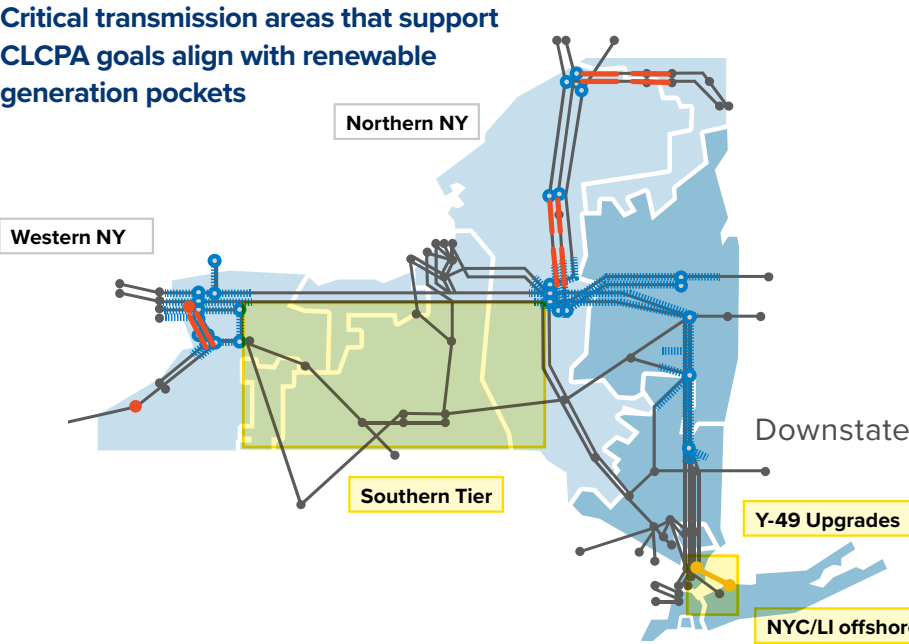 Critical transmission areas that support
CLCPA goals align with renewable
generation pockets
Northern NY
Western NY
Downstate
Southern Tier
Y-49 Upgrades
NYC/LI offshor